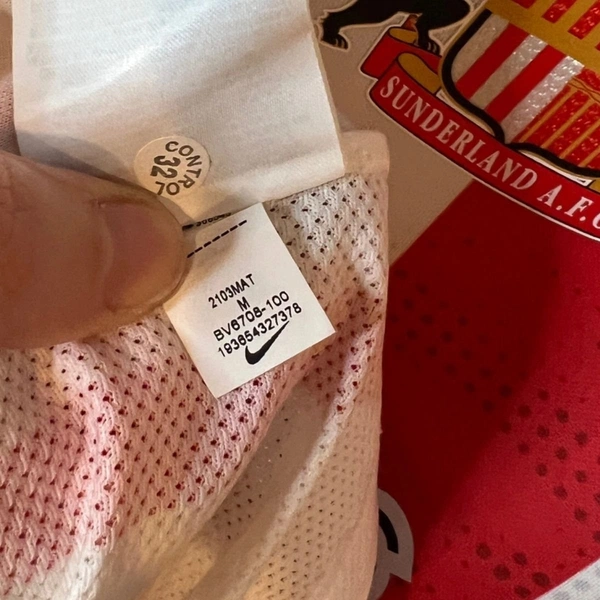 CONTROL
32
2103MAT
M
BV6708-100
193654327378
SUNDERLAND A.F.C